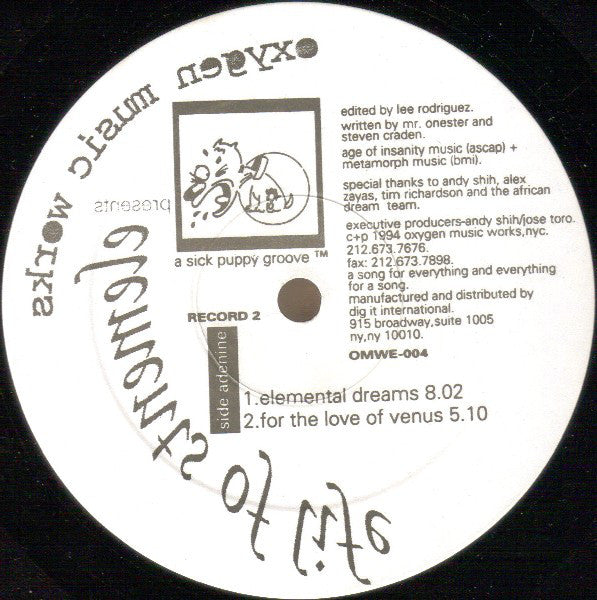 oxygen music works
presents
elements of life
a sick puppy groove ™
edited by lee rodriguez.
written by mr. onester and
steven craden.
age of insanity music (ascap) +
metamorph music (bmi).
special thanks to andy shih, alex
zayas, tim richardson and the african
dream team.
executive producers-andy shih/jose toro.
c+p 1994 oxygen music works,nyc.
212.673.7676.
fax: 212.673.7898.
a song for everything and everything
for a song.
manufactured and distributed by
dig it international.
915 broadway,suite 1005
ny,ny 10010.
OMWE-004
RECORD 2
side adenine
1.elemental dreams 8.02
2.for the love of venus 5.10